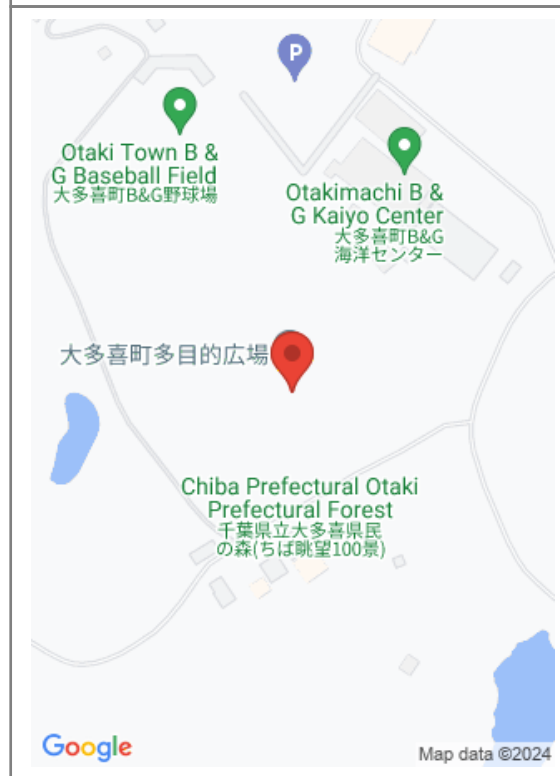 P
Otaki Town B &
G Baseball Field
大多喜町B&G野球場
Otakimachi B &
G Kaiyo Center
大多喜町B&G
海洋センター
大多喜町多目的広場
Chiba Prefectural Otaki
Prefectural Forest
千葉県立大多喜県民
の森(ちば眺望100景)
Google
Map data ©2024